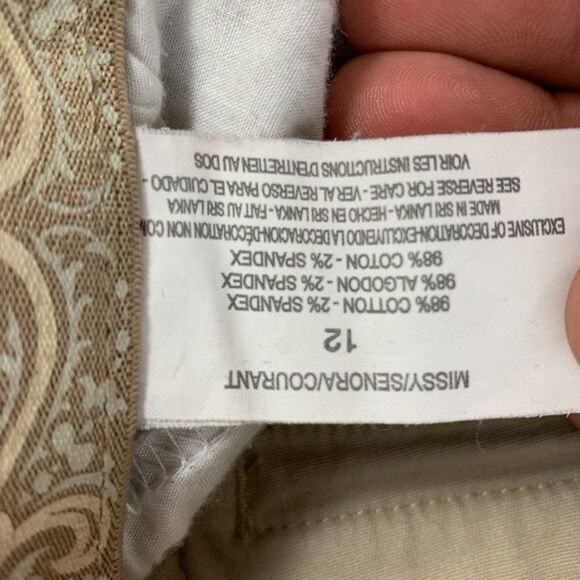 MISSY/SENORA/COURANT
12
98% COTTON - 2% SPANDEX
98% ALGODON - 2% SPANDEX
98% COTON - 2% SPANDEX
EXCLUSIVE OF DECORATION-EXCLUYENDO LA DECORACION-DÉCORATION NON COM
MADE IN SRI LANKA - HECHO EN SRI LANKA - FAIT AU SRI LANKA
SEE REVERSE FOR CARE - VER AL REVERSO PARA EL CUIDADO -
VOIR LES INSTRUCTIONS D'ENTRETIEN AU DOS